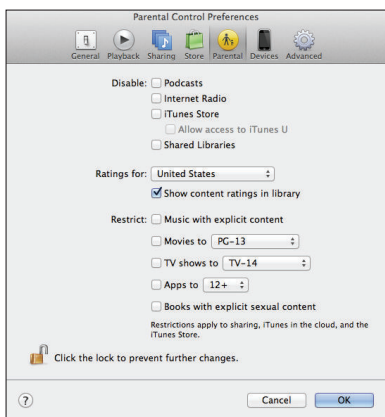 Parental Control Preferences
General Playback Sharing Store Parental Devices Advanced
Disable: Podcasts
Internet Radio
iTunes Store
Allow access to iTunes U
Shared Libraries
Ratings for: United States
Show content ratings in library
Restrict: Music with explicit content
Movies to PG-13
TV shows to TV-14
Apps to 12+
Books with explicit sexual content
Restrictions apply to sharing, iTunes in the cloud, and the
iTunes Store.
Click the lock to prevent further changes.
? Cancel OK